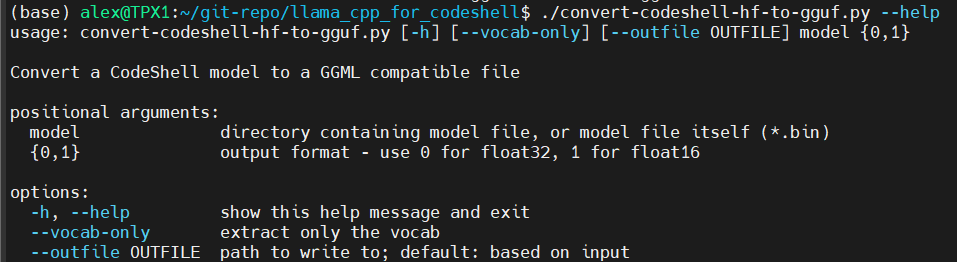 (base) alex@TPX1:~/git-repo/llama_cpp_for_codeshell$ ./convert-codeshell-hf-to-gguf.py --help
usage: convert-codeshell-hf-to-gguf.py [-h] [--vocab-only] [--outfile OUTFILE] model {0,1}

Convert a CodeShell model to a GGML compatible file

positional arguments:
  model                 directory containing model file, or model file itself (*.bin)
  {0,1}                 output format - use 0 for float32, 1 for float16

options:
  -h, --help            show this help message and exit
  --vocab-only          extract only the vocab
  --outfile OUTFILE  path to write to; default: based on input